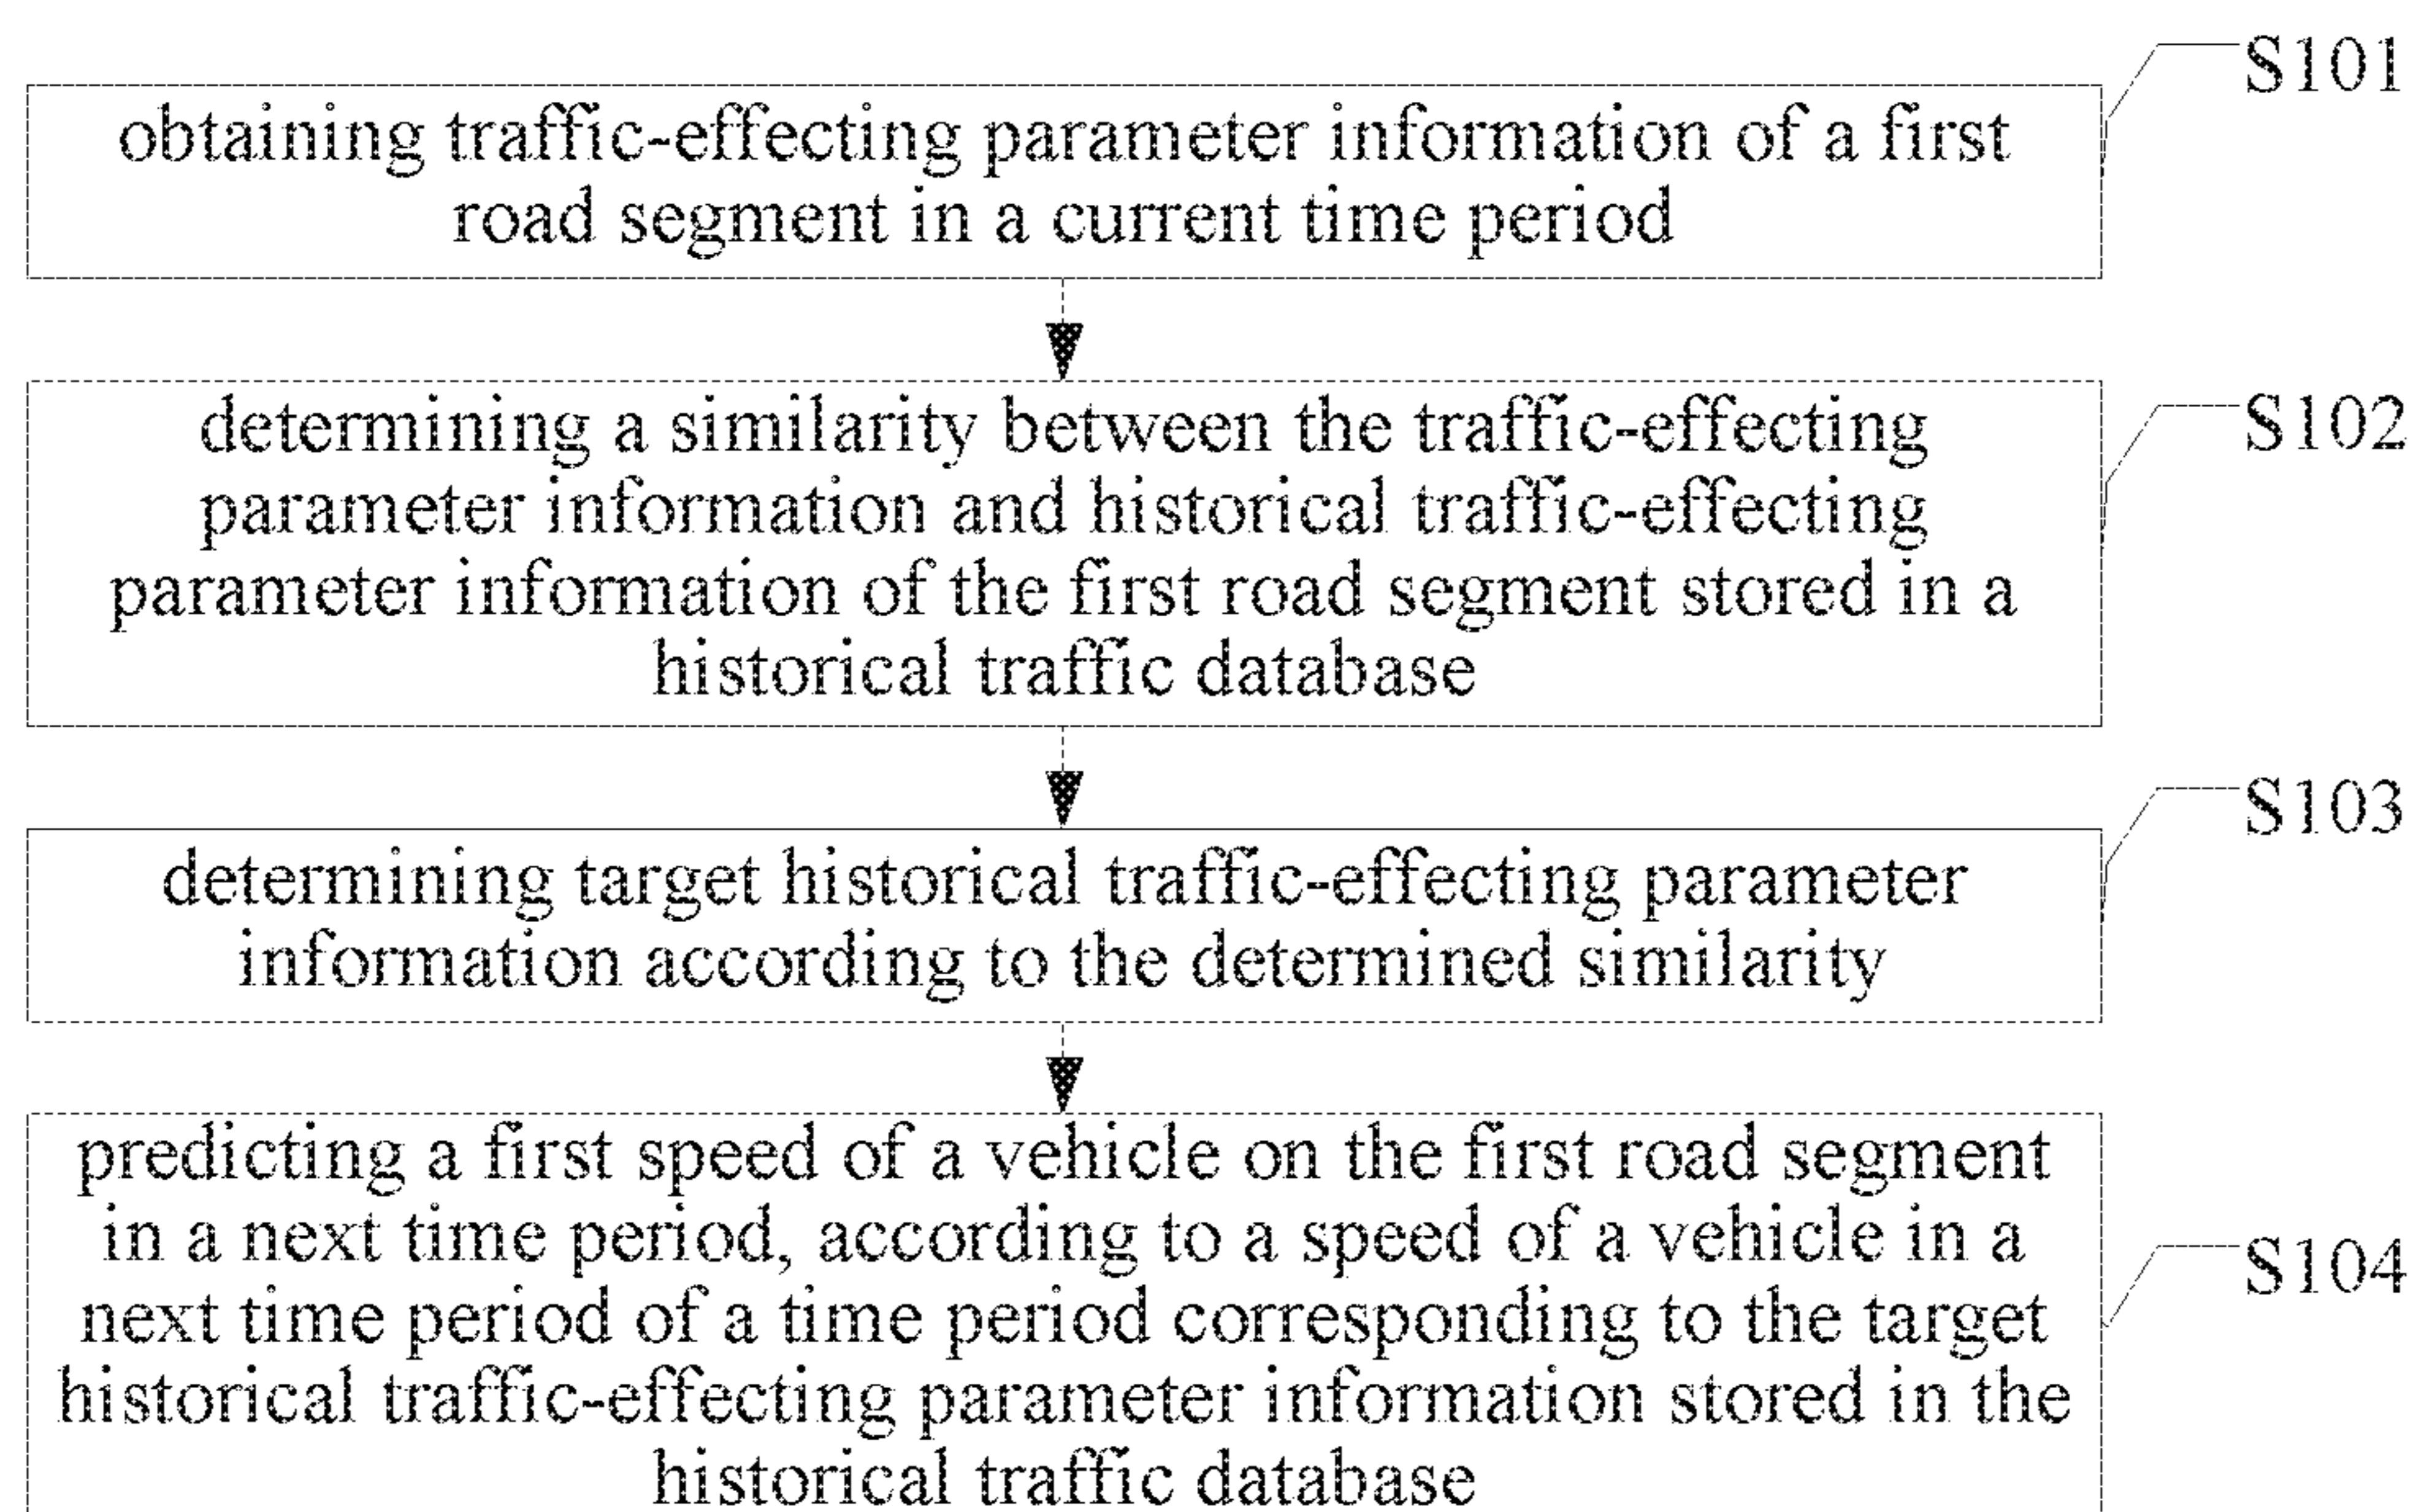 S101
obtaining traffic-effecting parameter information of a first
road segment in a current time period
S102
determining a similarity between the traffic-effecting
parameter information and historical traffic-effecting
parameter information of the first road segment stored in a
historical traffic database
S103
determining target historical traffic-effecting parameter
information according to the determined similarity
predicting a first speed of a vehicle on the first road segment
in a next time period, according to a speed of a vehicle in a
S104
next time period of a time period corresponding to the target
historical traffic-effecting parameter information stored in the
historical traffic database